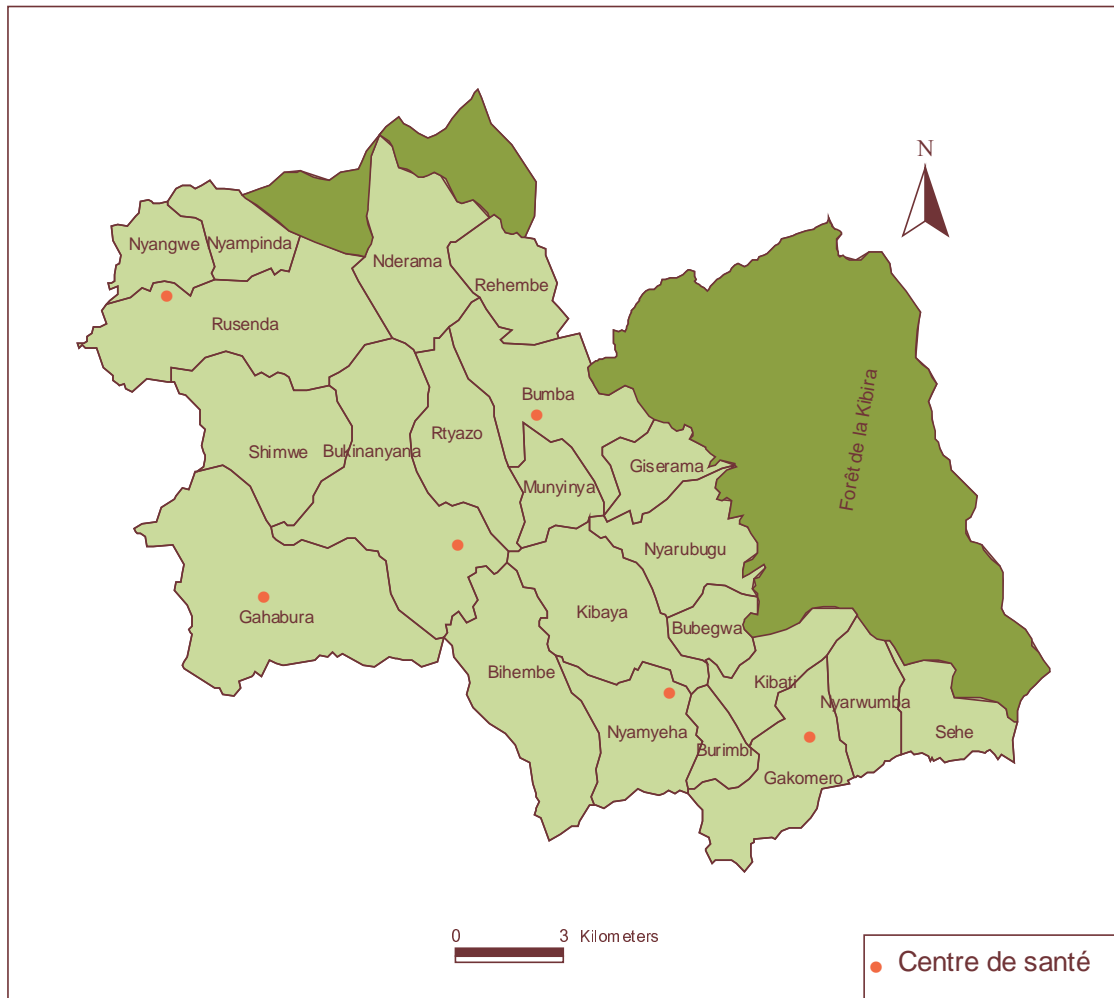 N
Nyangwe
Nyampinda
Nderama
Rehembe
Rusenda
Bumba
Forêt de la Kibira
Rtyazo
Shimwe
Bukinanyana
Giserama
Munyinya
Nyarubugu
Gahabura
Kibaya
Bubegwa
Bihembe
Kibati
Nyarwumba
Nyamyeha
Burimbi
Sehe
Gakomero
0 3 Kilometers
Centre de santé